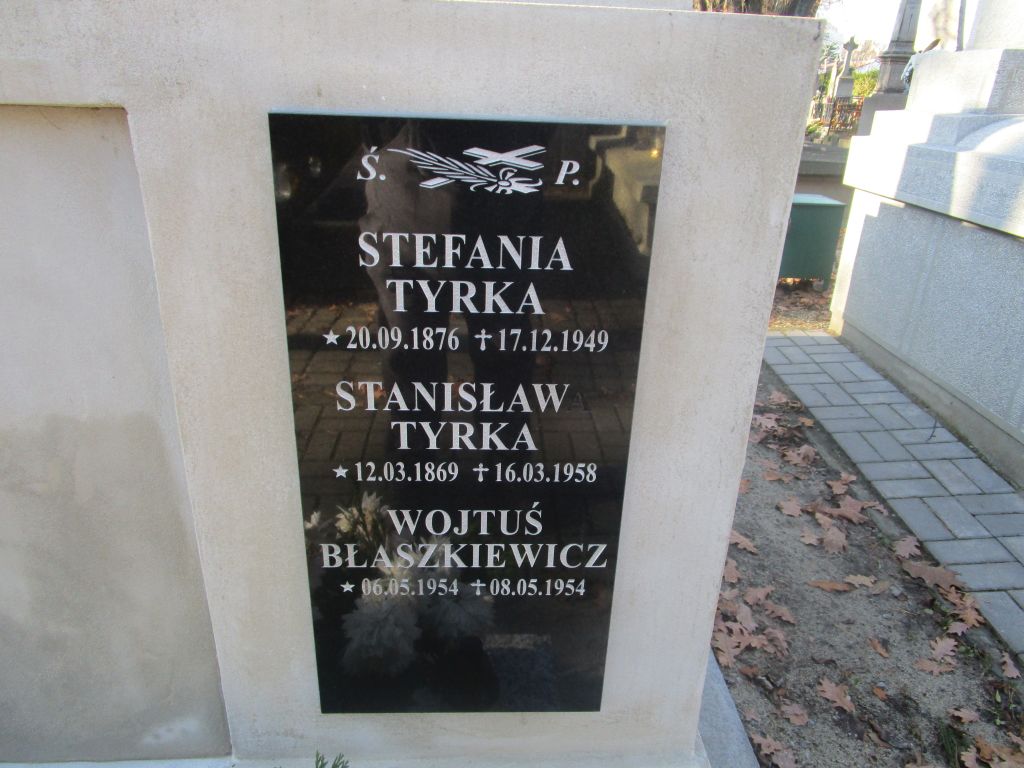 Ś. P.
STEFANIA
TYRKA
★ 20.09.1876 ✝ 17.12.1949
STANISŁAW
TYRKA
★ 12.03.1869 ✝ 16.03.1958
WOJTUŚ
BŁASZKIEWICZ
★ 06.05.1954 ✝ 08.05.1954